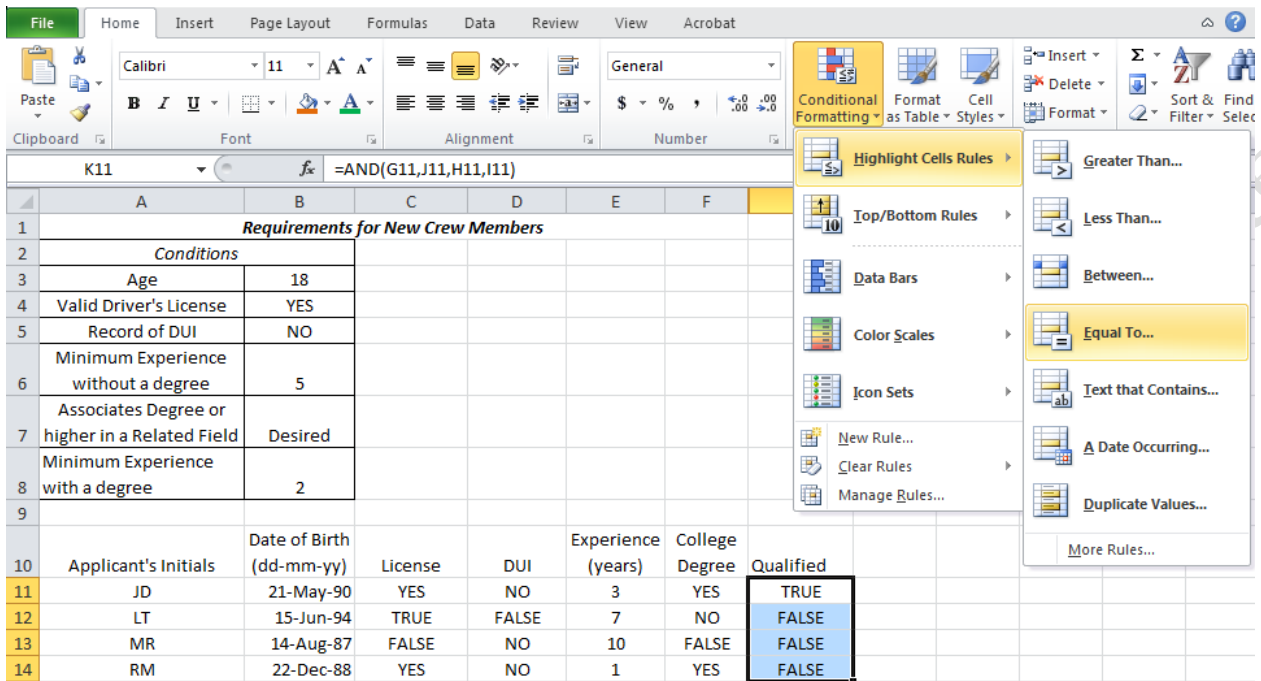 File Home Insert Page Layout Formulas Data Review View Acrobat
Paste
Clipboard
Calibri 11 A A
B I U A
Font
Alignment
General
$ % , .00 .0
Number
Conditional Formatting
Format as Table
Cell Styles
Insert
Delete
Format
Σ
Sort & Filter
Find
Selec
K11 fx =AND(G11,J11,H11,I11)
A B C D E F
1 Requirements for New Crew Members
2 Conditions
3 Age 18
4 Valid Driver's License YES
5 Record of DUI NO
Minimum Experience
6 without a degree 5
Associates Degree or
7 higher in a Related Field Desired
Minimum Experience
8 with a degree 2
9
Date of Birth Experience College
10 Applicant's Initials (dd-mm-yy) License DUI (years) Degree Qualified
11 JD 21-May-90 YES NO 3 YES TRUE
12 LT 15-Jun-94 TRUE FALSE 7 NO FALSE
13 MR 14-Aug-87 FALSE NO 10 FALSE FALSE
14 RM 22-Dec-88 YES NO 1 YES FALSE
Highlight Cells Rules
Top/Bottom Rules
Data Bars
Color Scales
Icon Sets
New Rule...
Clear Rules
Manage Rules...
Greater Than...
Less Than...
Between...
Equal To...
Text that Contains...
A Date Occurring...
Duplicate Values...
More Rules...